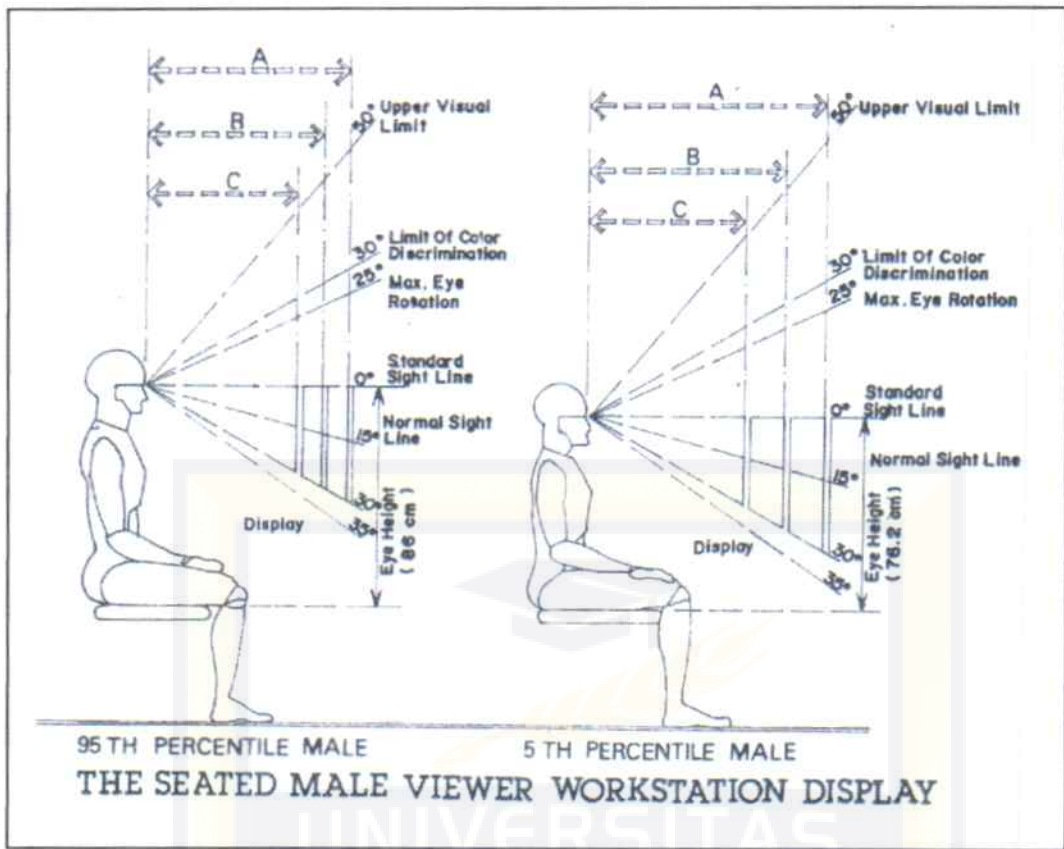 A
R
C
50°
Upper Visual
Limit
30°
Limit Of Color
Discrimination
25°
Max. Eye
Rotation
0°
Standard
Sight Line
Normal Sight
Line
15°
30°
35°
Display
Eye Height
( 86 cm )
A
50°
Upper Visual Limit
B
C
30°
Limit Of Color
Discrimination
25°
Max. Eye Rotation
Standard
Sight Line
0°
Normal Sight Line
15°
30°
35°
Display
Eye Height
( 76.2 cm )
95 TH PERCENTILE MALE
5 TH PERCENTILE MALE
THE SEATED MALE VIEWER WORKSTATION DISPLAY
UNIVERSITAS